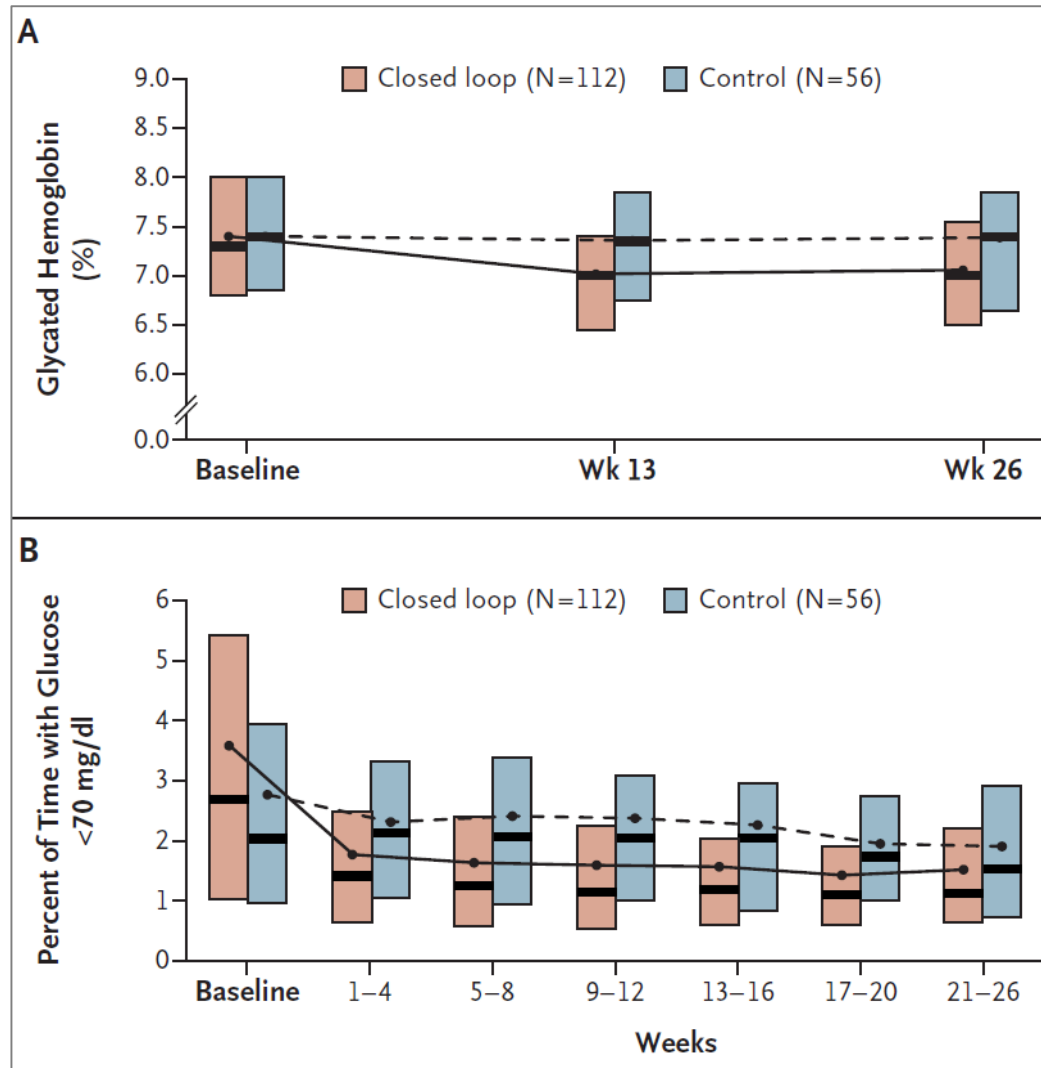 A
Closed loop (N=112) Control (N=56)
Glycated Hemoglobin
(%)
9.0
8.5
8.0
7.5
7.0
6.5
6.0
0.0
Baseline Wk 13 Wk 26
B
Closed loop (N=112) Control (N=56)
Percent of Time with Glucose
<70 mg/dl
6
5
4
3
2
1
0
Baseline 1–4 5–8 9–12 13–16 17–20 21–26
Weeks